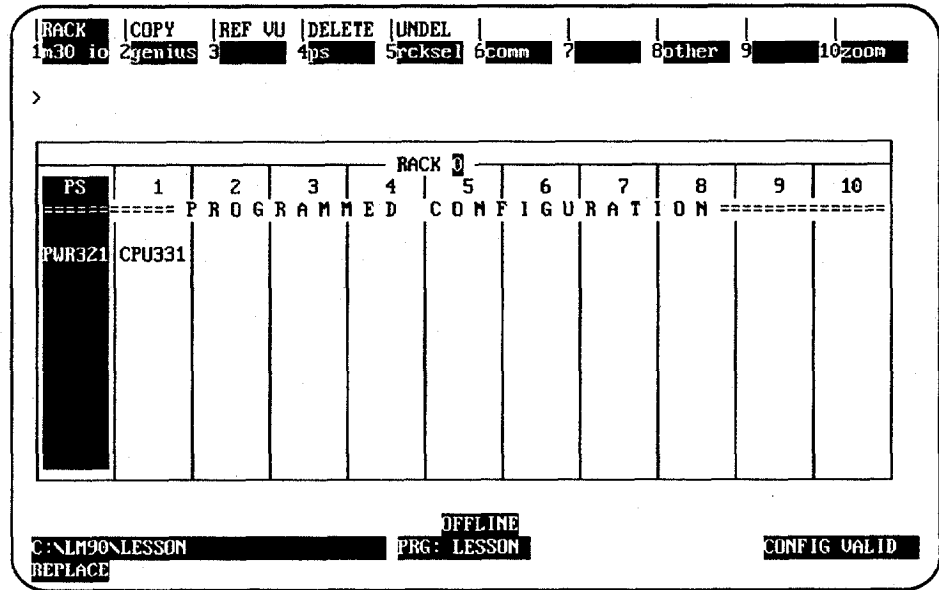 RACK COPY REF VU DELETE UNDEL
1m30 io 2genius 3 4ps 5rcksel 6comm 7 8other 9 10zoom
>
RACK 0
PS 1 2 3 4 5 6 7 8 9 10
====== ====== P R O G R A M M E D C O N F I G U R A T I O N ===============
PWR321 CPU331
OFFLINE
C:\LM90\LESSON PRG: LESSON CONFIG VALID
REPLACE